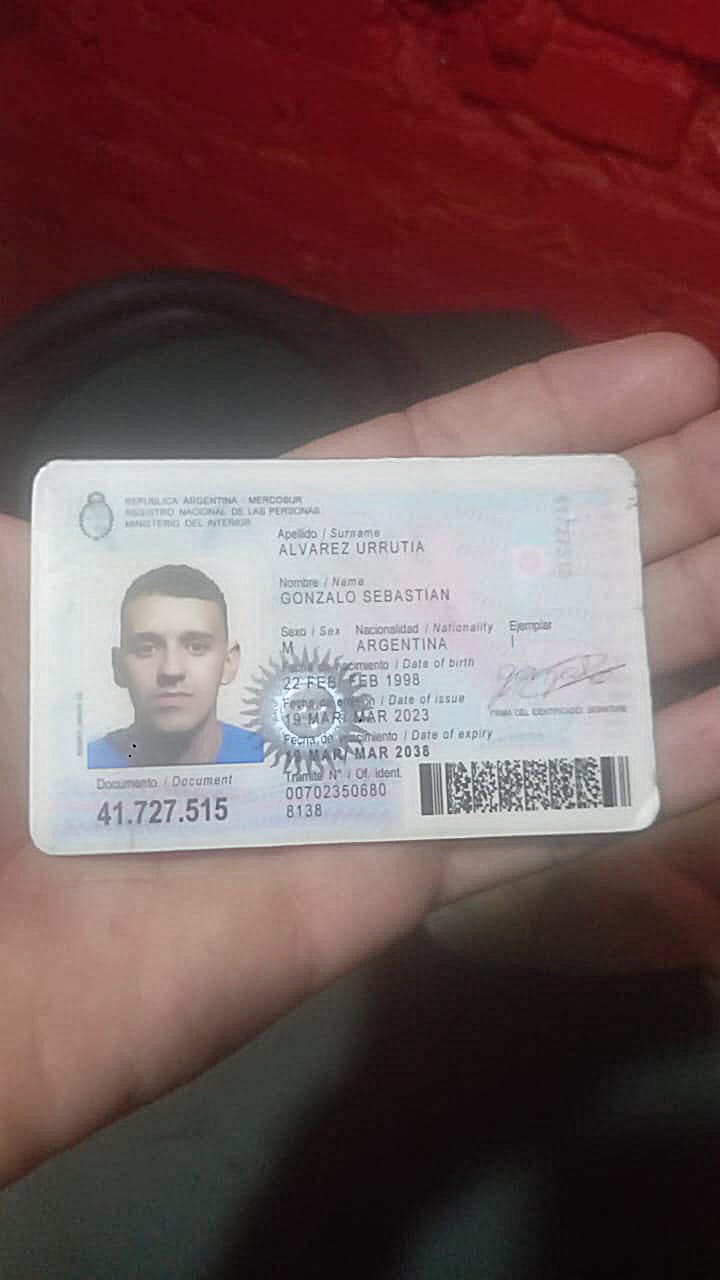 REPUBLICA ARGENTINA - MERCOSUR
REGISTRO NACIONAL DE LAS PERSONAS
MINISTERIO DEL INTERIOR
Apellido / Surname
ALVAREZ URRUTIA
Nombre / Name
GONZALO SEBASTIAN
Sexo / Sex Nacionalidad / Nationality Ejemplar
M ARGENTINA
Fecha de nacimiento / Date of birth
22 FEB/ FEB 1998
Fecha de emisión / Date of issue
19 MAR/ MAR 2023
Fecha de vencimiento / Date of expiry
19 MAR/ MAR 2038
FIRMA DEL IDENTIFICADO / SIGNATURE
Documento / Document
41.727.515
Trámite N° / Of. ident.
00702350680
8138